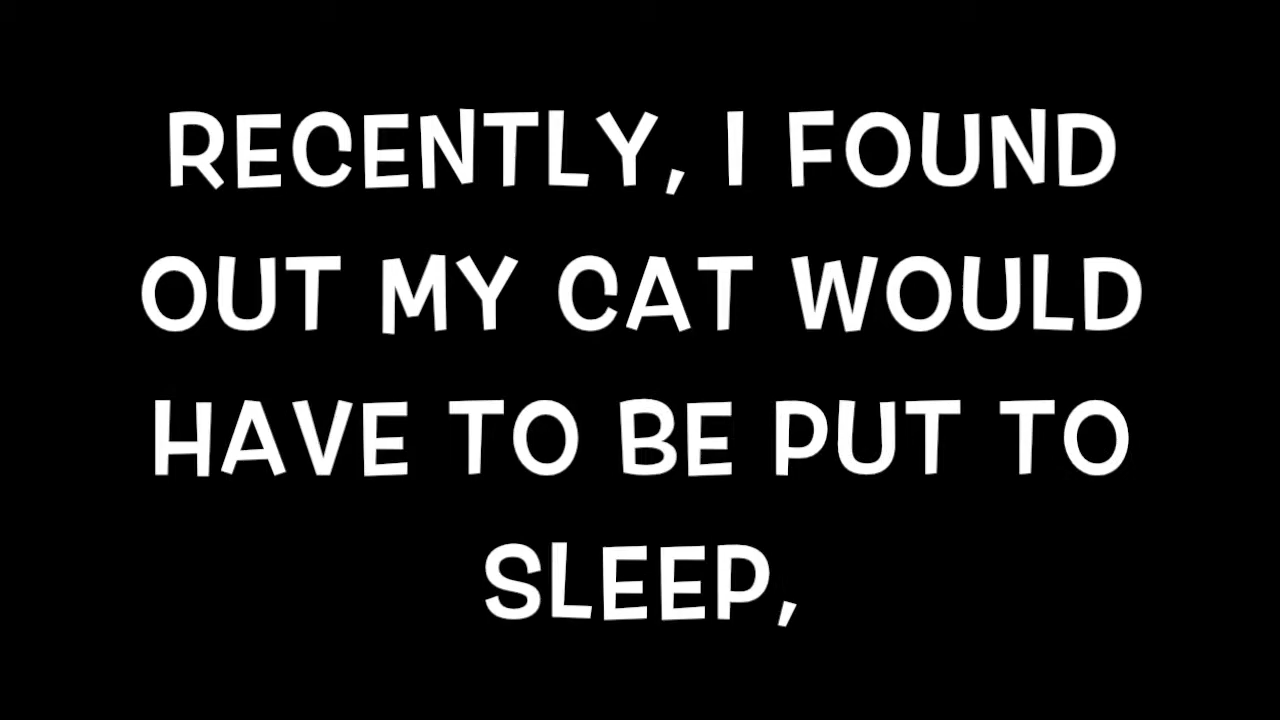 RECENTLY, I FOUND
OUT MY CAT WOULD
HAVE TO BE PUT TO
SLEEP,